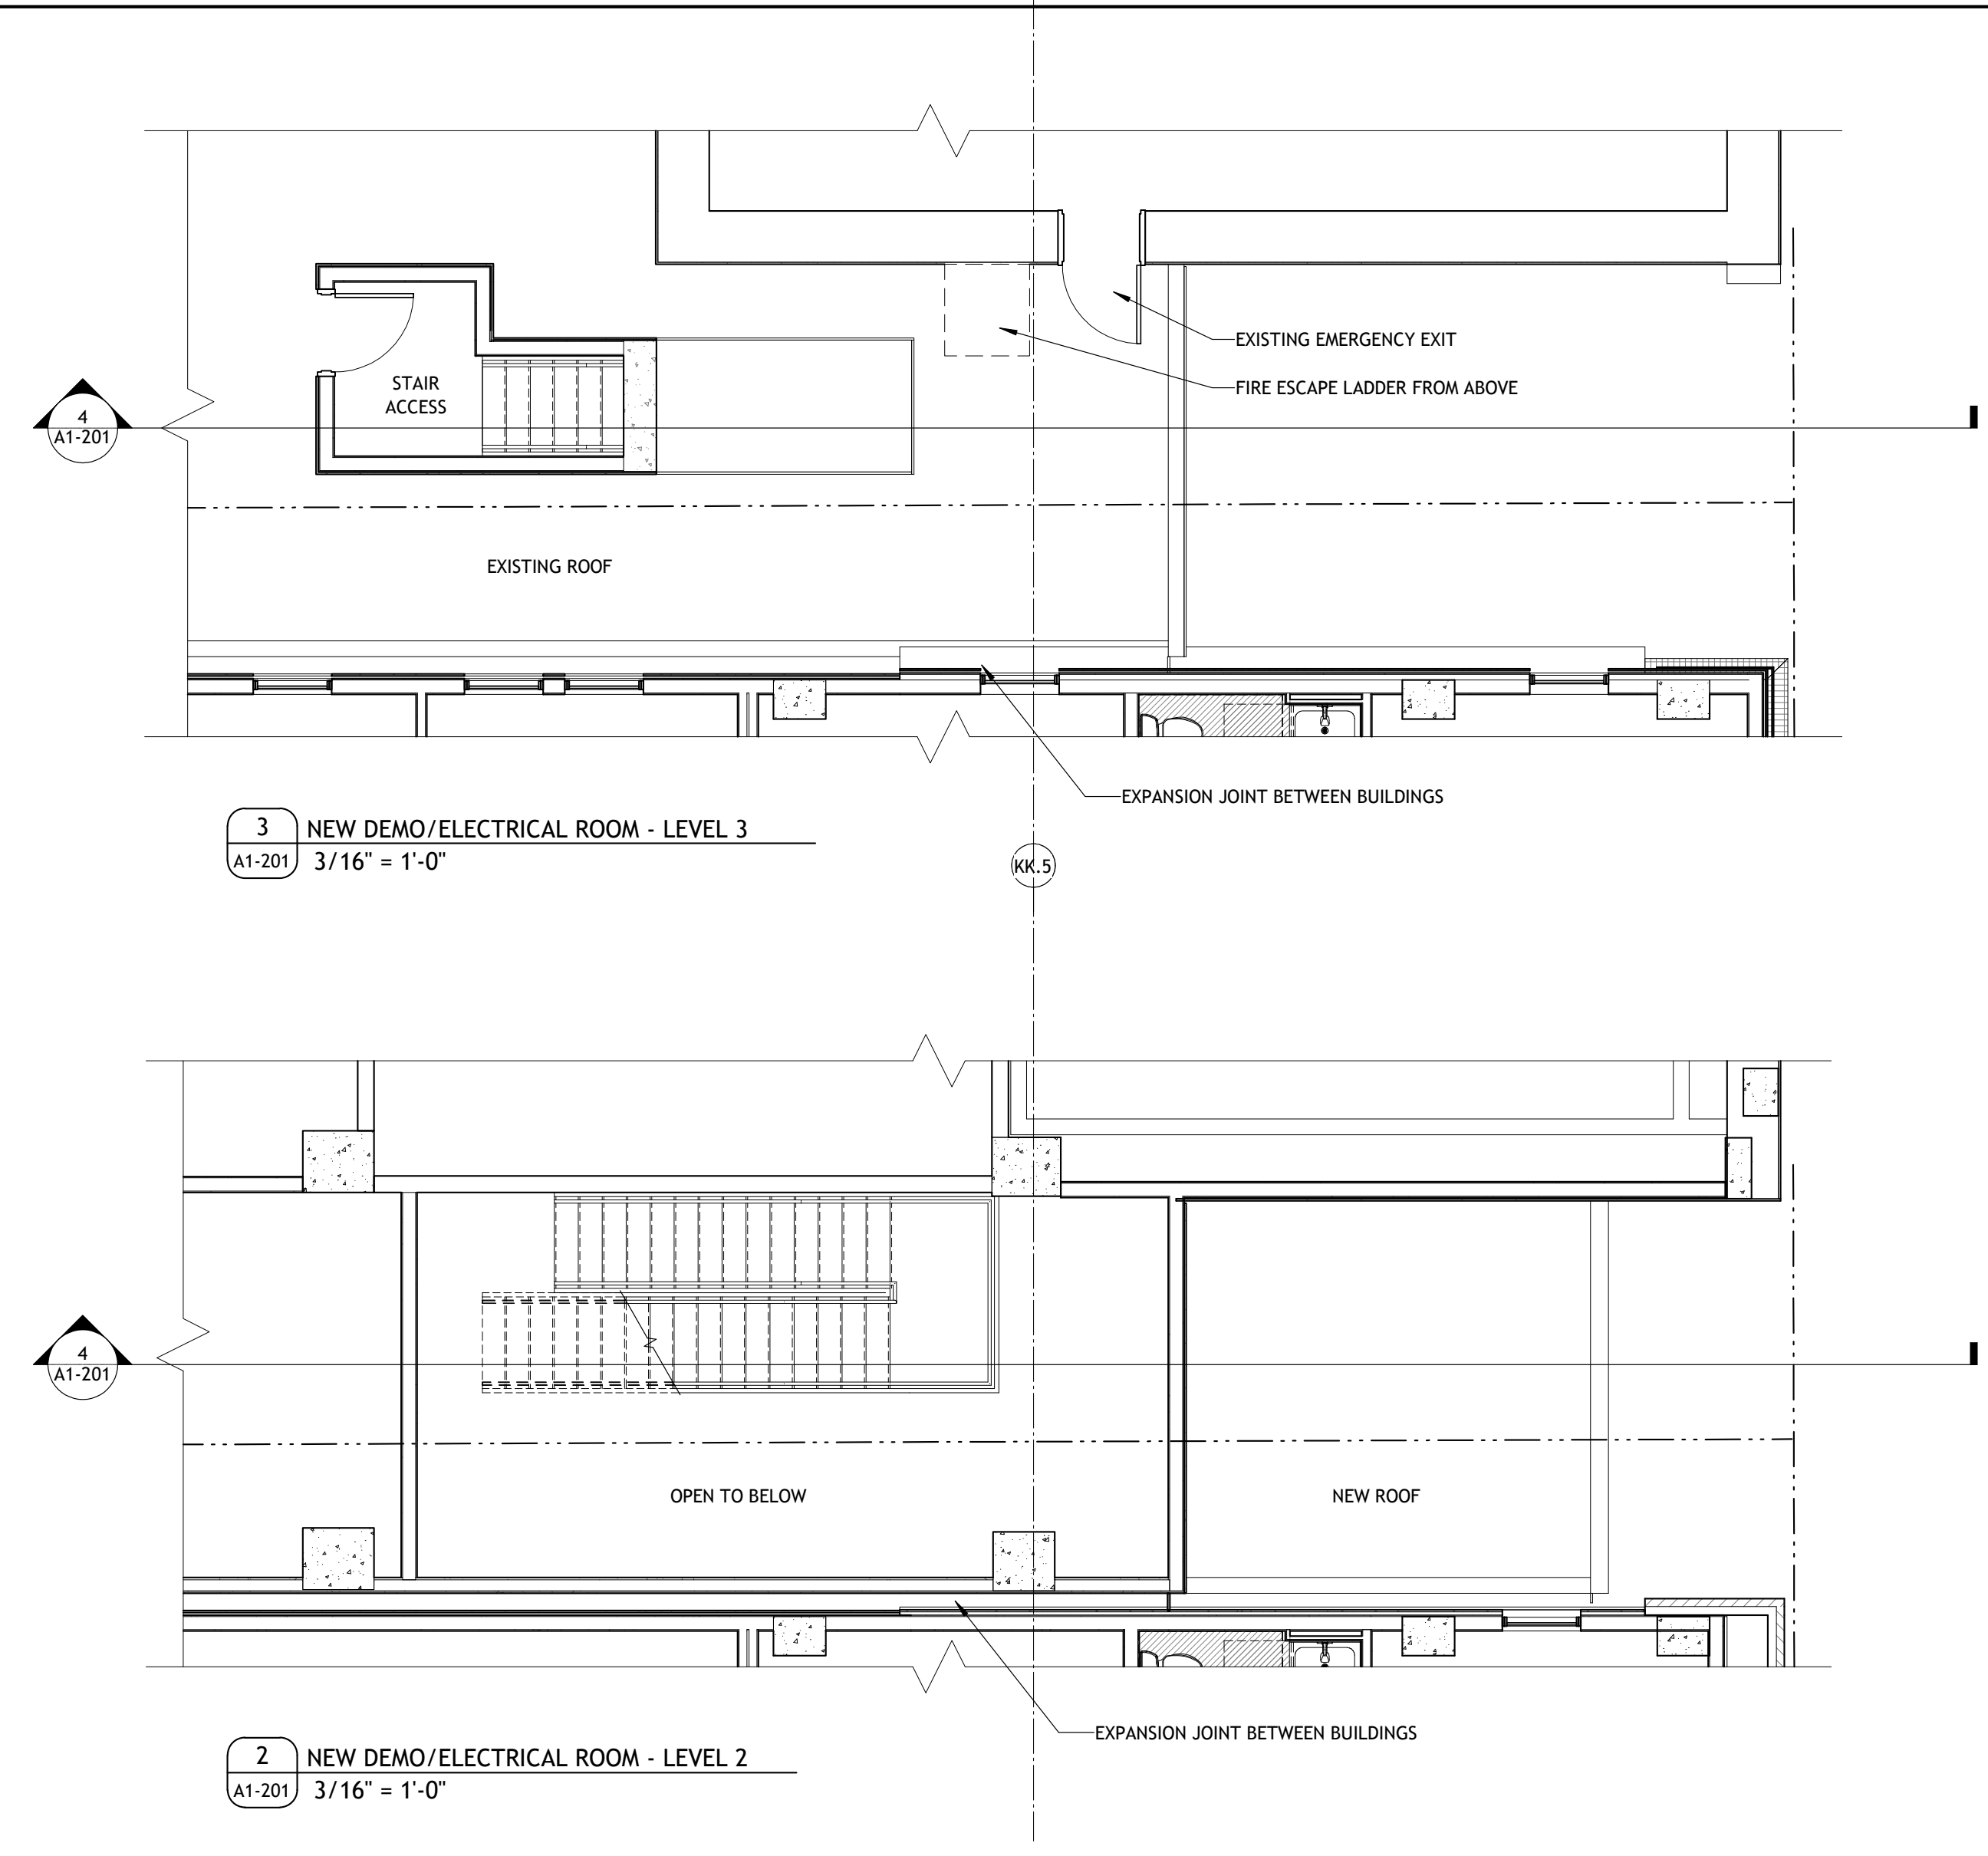 EXISTING EMERGENCY EXIT
STAIR
ACCESS
FIRE ESCAPE LADDER FROM ABOVE
4
A1-201
EXISTING ROOF
EXPANSION JOINT BETWEEN BUILDINGS
3
NEW DEMO/ELECTRICAL ROOM - LEVEL 3
A1-201
3/16" = 1'-0"
KK.5
4
A1-201
OPEN TO BELOW
NEW ROOF
EXPANSION JOINT BETWEEN BUILDINGS
2
NEW DEMO/ELECTRICAL ROOM - LEVEL 2
A1-201
3/16" = 1'-0"